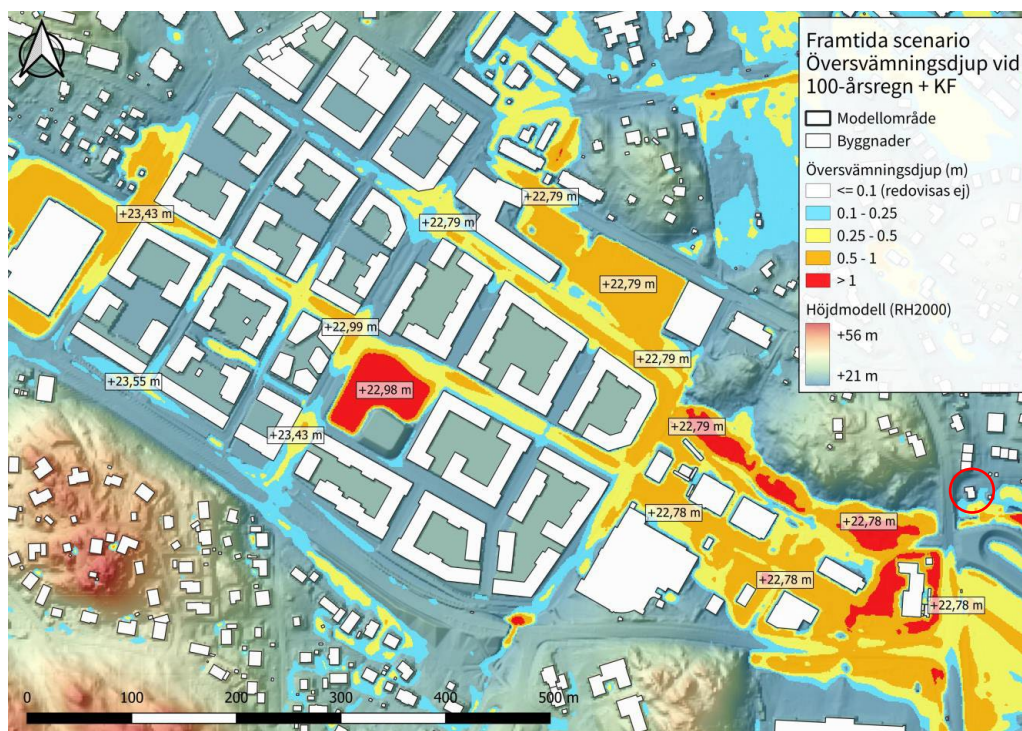 Framtida scenario
Översvämningsdjup vid
100-årsregn + KF
Modellområde
Byggnader
Översvämningsdjup (m)
<= 0.1 (redovisas ej)
0.1 - 0.25
0.25 - 0.5
0.5 - 1
> 1
Höjdmodell (RH2000)
+56 m
+21 m
+22,79 m
+23,43 m
+22,79 m
+22,79 m
+22,99 m
+22,79 m
+23,55 m
+22,98 m
+22,79 m
+23,43 m
+22,78 m
+22,78 m
+22,78 m
+22,78 m
0
100
200
300
400
500 m